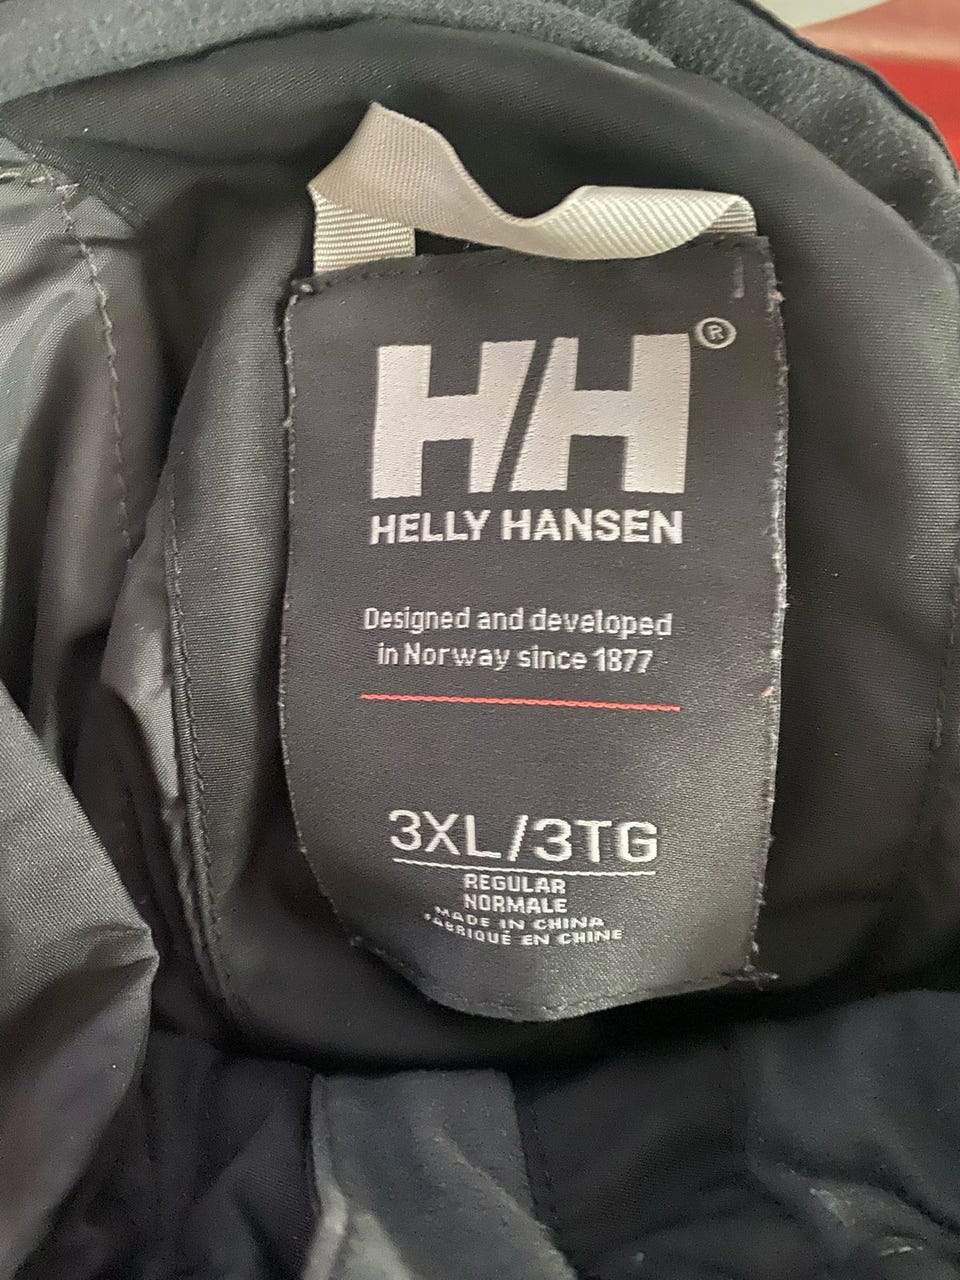 HH®
HELLY HANSEN
Designed and developed
in Norway since 1877
3XL/3TG
REGULAR
NORMALE
MADE IN CHINA
FABRIQUÉ EN CHINE